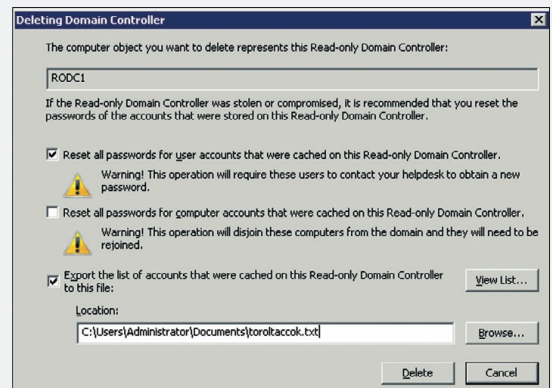 Deleting Domain Controller
The computer object you want to delete represents this Read-only Domain Controller:
RODC1
If the Read-only Domain Controller was stolen or compromised, it is recommended that you reset the
passwords of the accounts that were stored on this Read-only Domain Controller.
Reset all passwords for user accounts that were cached on this Read-only Domain Controller.
Warning! This operation will require these users to contact your helpdesk to obtain a new
password.
Reset all passwords for computer accounts that were cached on this Read-only Domain Controller.
Warning! This operation will disjoin these computers from the domain and they will need to be
rejoined.
Export the list of accounts that were cached on this Read-only Domain Controller
to this file:
View List...
Location:
C:\Users\Administrator\Documents\toroltaccok.txt
Browse...
Delete
Cancel